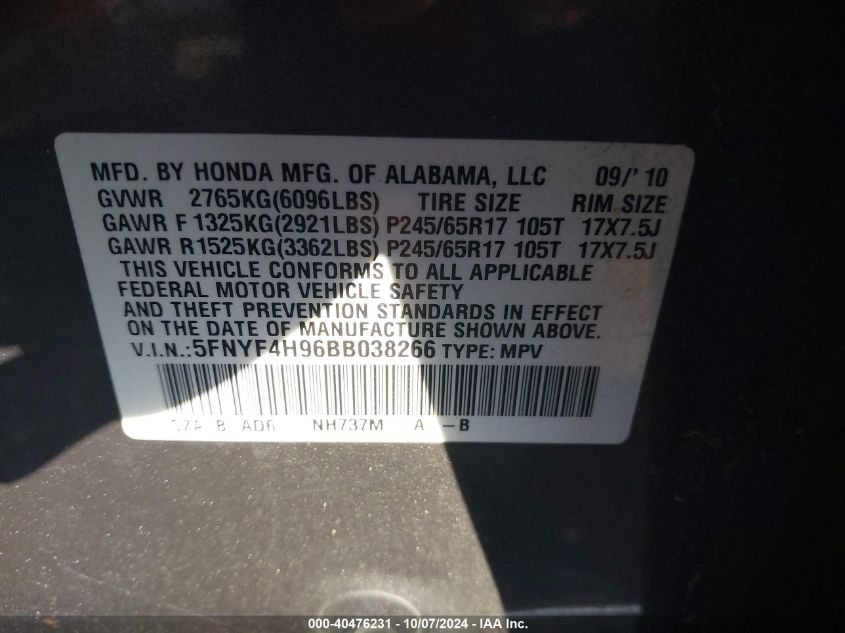 MFD. BY HONDA MFG. OF ALABAMA, LLC 09/' 10
GVWR 2765KG(6096LBS) TIRE SIZE RIM SIZE
GAWR F 1325KG(2921LBS) P245/65R17 105T 17X7.5J
GAWR R1525KG(3362LBS) P245/65R17 105T 17X7.5J
THIS VEHICLE CONFORMS TO ALL APPLICABLE
FEDERAL MOTOR VEHICLE SAFETY
AND THEFT PREVENTION STANDARDS IN EFFECT
ON THE DATE OF MANUFACTURE SHOWN ABOVE.
V.I.N.:5FNYF4H96BB038266 TYPE: MPV
B AD6 NH737M A -B
000-40476231 - 10/07/2024 - IAA Inc.